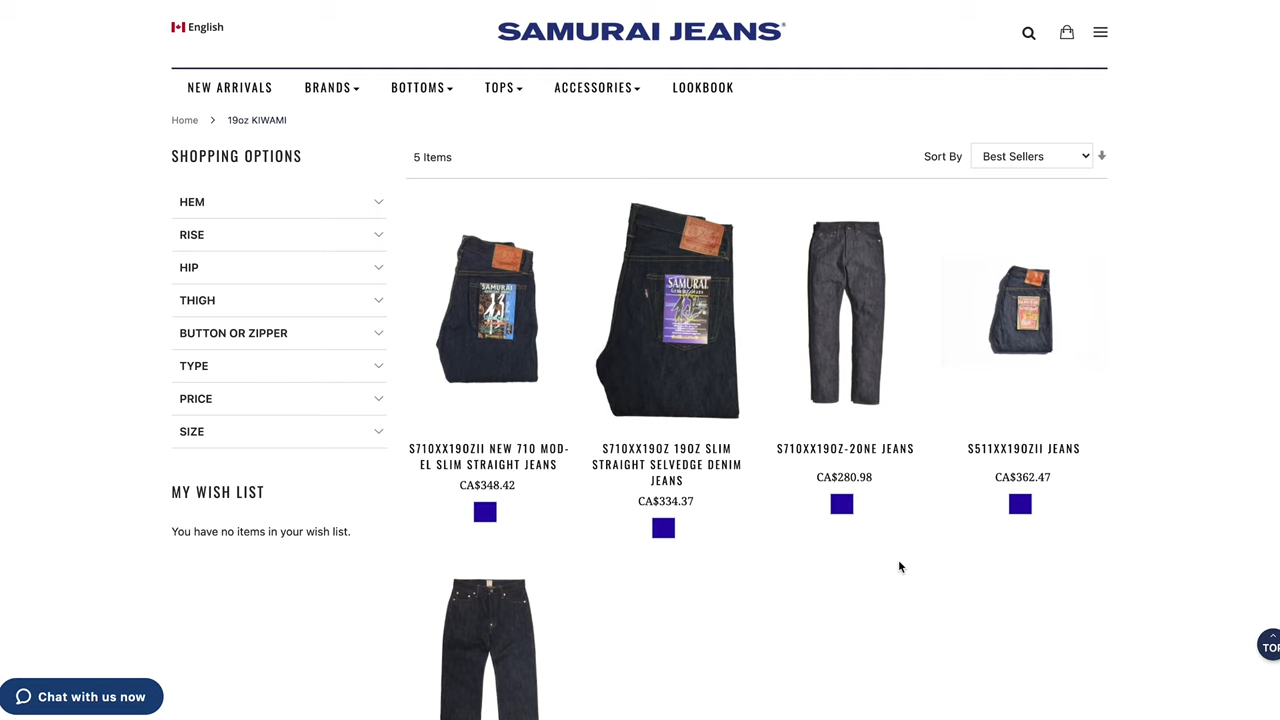 English
SAMURAI JEANS
NEW ARRIVALS BRANDS BOTTOMS TOPS ACCESSORIES LOOKBOOK
Home > 19oz KIWAMI
SHOPPING OPTIONS
HEM
RISE
HIP
THIGH
BUTTON OR ZIPPER
TYPE
PRICE
SIZE
MY WISH LIST
You have no items in your wish list.
5 Items
Sort By Best Sellers
SAMURAI
SAMURAI
S710XX19OZII NEW 710 MOD-
EL SLIM STRAIGHT JEANS
CA$348.42
S710XX19OZ 19OZ SLIM
STRAIGHT SELVEDGE DENIM
JEANS
CA$334.37
S710XX19OZ-2ONE JEANS
CA$280.98
S511XX19OZII JEANS
CA$362.47
Chat with us now